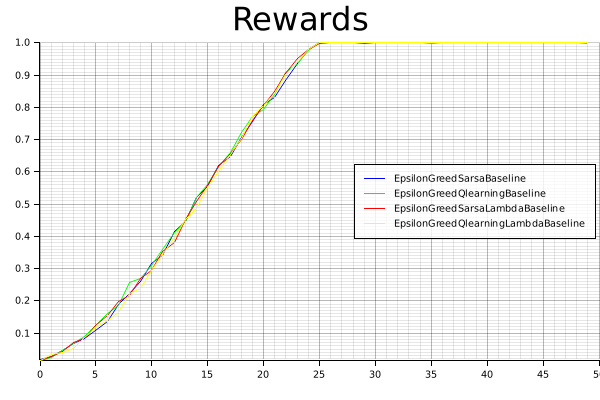 Rewards
1.0
0.9
0.8
0.7
0.6
0.5
0.4
0.3
0.2
0.1
EpsilonGreedSarsaBaseline
EpsilonGreedQlearningBaseline
EpsilonGreedSarsaLambdaBaseline
EpsilonGreedQlearningLambdaBaseline
0 5 10 15 20 25 30 35 40 45